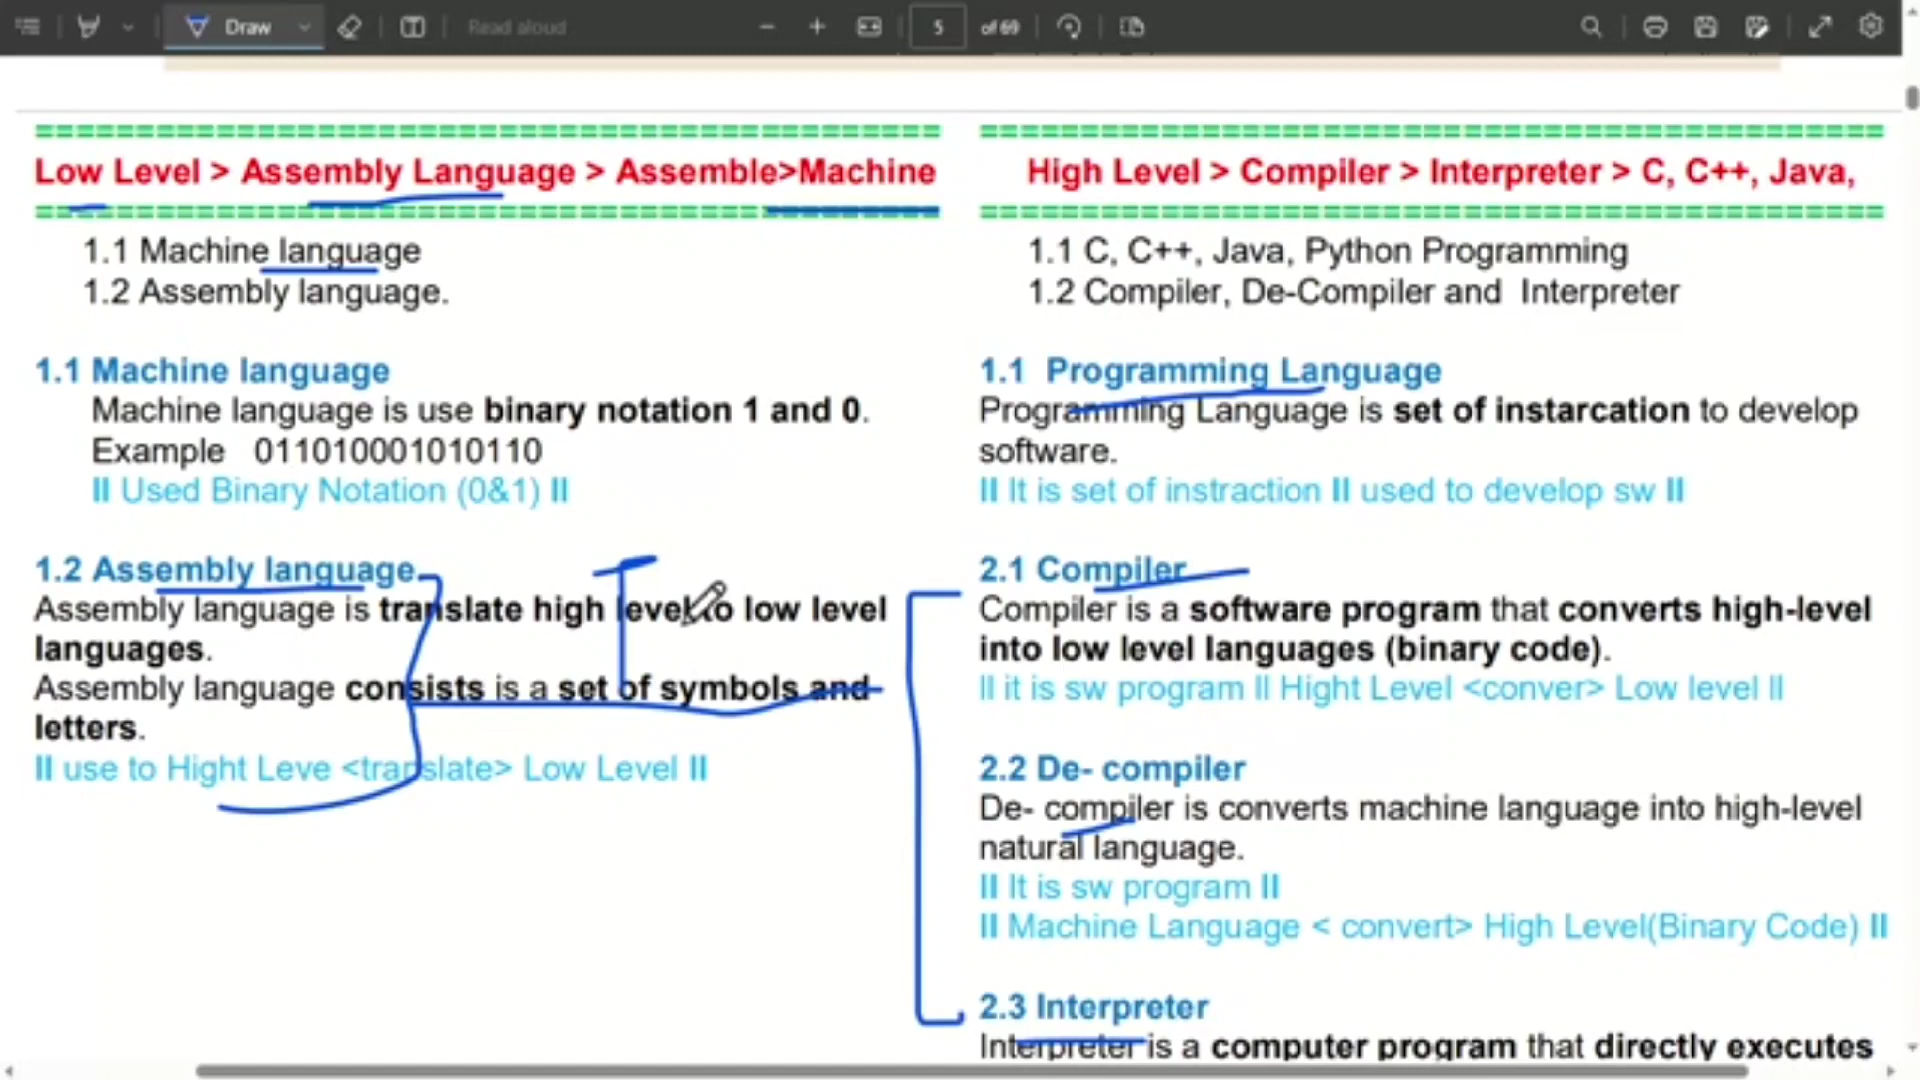 Draw
Read aloud
5
of 69
Low Level > Assembly Language > Assemble>Machine
1.1 Machine language
1.2 Assembly language.
1.1 Machine language
Machine language is use binary notation 1 and 0.
Example 011010001010110
II Used Binary Notation (0&1) II
1.2 Assembly language
Assembly language is translate high level to low level
languages.
Assembly language consists is a set of symbols and
letters.
II use to Hight Leve <translate> Low Level II
High Level > Compiler > Interpreter > C, C++, Java,
1.1 C, C++, Java, Python Programming
1.2 Compiler, De-Compiler and Interpreter
1.1 Programming Language
Programming Language is set of instarcation to develop
software.
II It is set of instraction II used to develop sw II
2.1 Compiler
Compiler is a software program that converts high-level
into low level languages (binary code).
II it is sw program II Hight Level <conver> Low level II
2.2 De- compiler
De- compiler is converts machine language into high-level
natural language.
II It is sw program II
II Machine Language < convert> High Level(Binary Code) II
2.3 Interpreter
Interpreter is a computer program that directly executes